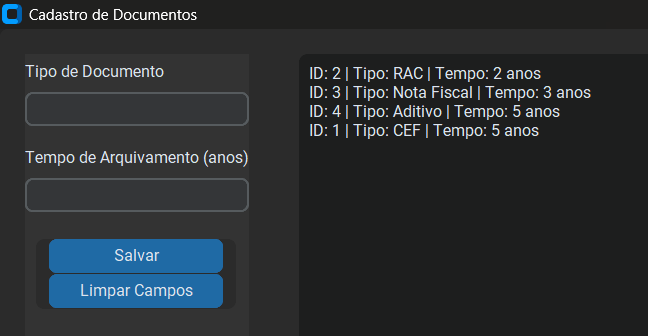 Cadastro de Documentos
Tipo de Documento
Tempo de Arquivamento (anos)
Salvar
Limpar Campos
ID: 2 | Tipo: RAC | Tempo: 2 anos
ID: 3 | Tipo: Nota Fiscal | Tempo: 3 anos
ID: 4 | Tipo: Aditivo | Tempo: 5 anos
ID: 1 | Tipo: CEF | Tempo: 5 anos